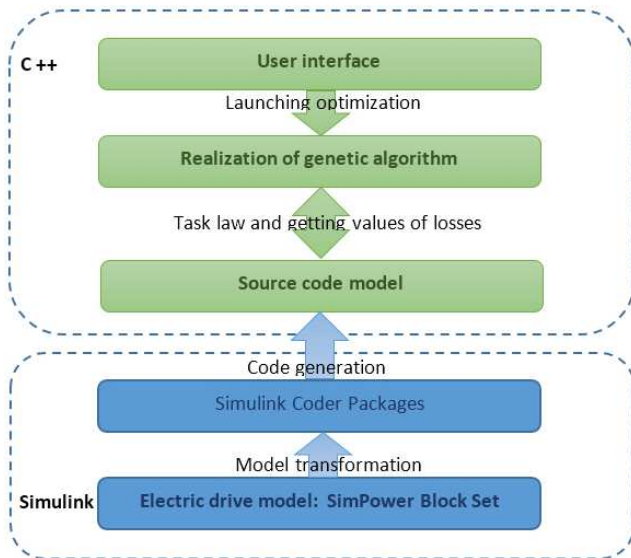 C ++
User interface
Launching optimization
Realization of genetic algorithm
Task law and getting values of losses
Source code model
Code generation
Simulink Coder Packages
Model transformation
Simulink
Electric drive model: SimPower Block Set